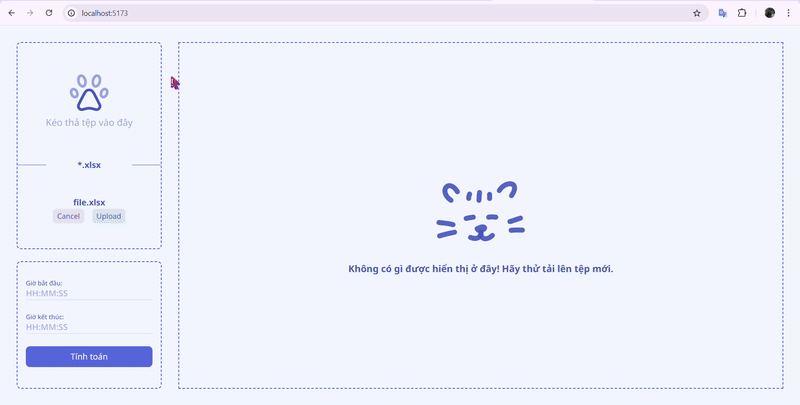 localhost:5173
Kéo thả tệp vào đây
*.xlsx
file.xlsx
Cancel Upload
Giờ bắt đầu:
HH:MM:SS
Giờ kết thúc:
HH:MM:SS
Tính toán
Không có gì được hiển thị ở đây! Hãy thử tải lên tệp mới.